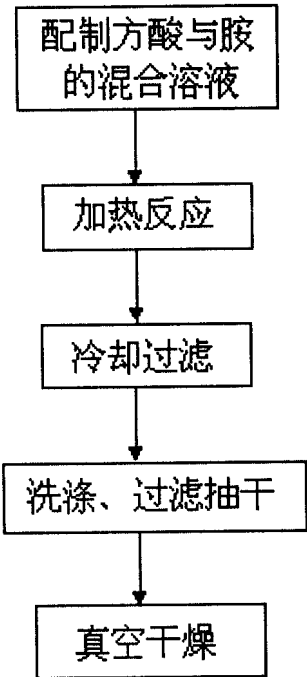 配制方酸与胺
的混合溶液
加热反应
冷却过滤
洗涤、过滤抽干
真空干燥